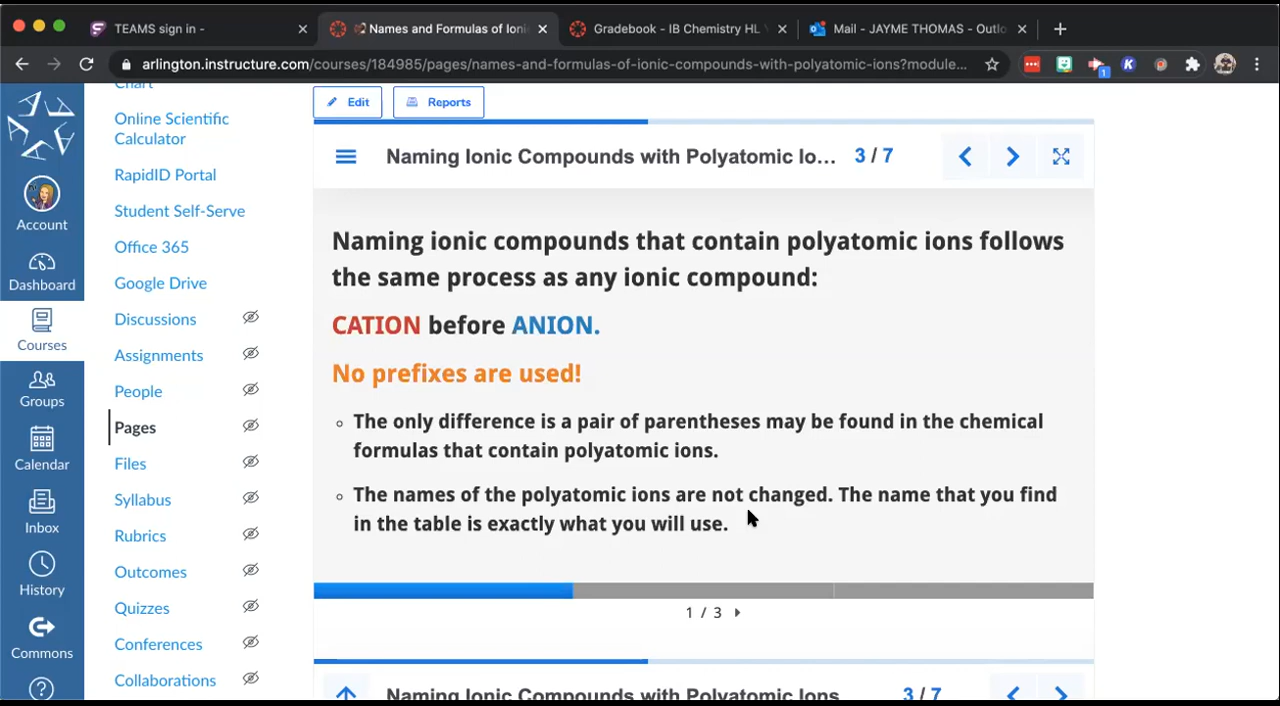 TEAMS sign in -
Names and Formulas of Ioni
Gradebook - IB Chemistry HL Y
Mail - JAYME THOMAS - Outlo
arlington.instructure.com/courses/184985/pages/names-and-formulas-of-ionic-compounds-with-polyatomic-ions?module...
1
K
Account
Dashboard
Courses
Groups
Calendar
Inbox
History
Commons
Chart
Online Scientific
Calculator
RapidID Portal
Student Self-Serve
Office 365
Google Drive
Discussions
Assignments
People
Pages
Files
Syllabus
Rubrics
Outcomes
Quizzes
Conferences
Collaborations
Edit
Reports
Naming Ionic Compounds with Polyatomic Io... 3 / 7
Naming ionic compounds that contain polyatomic ions follows
the same process as any ionic compound:
CATION before ANION.
No prefixes are used!
The only difference is a pair of parentheses may be found in the chemical
formulas that contain polyatomic ions.
The names of the polyatomic ions are not changed. The name that you find
in the table is exactly what you will use.
1 / 3
Naming Ionic Compounds with Polyatomic Ions 3 / 7